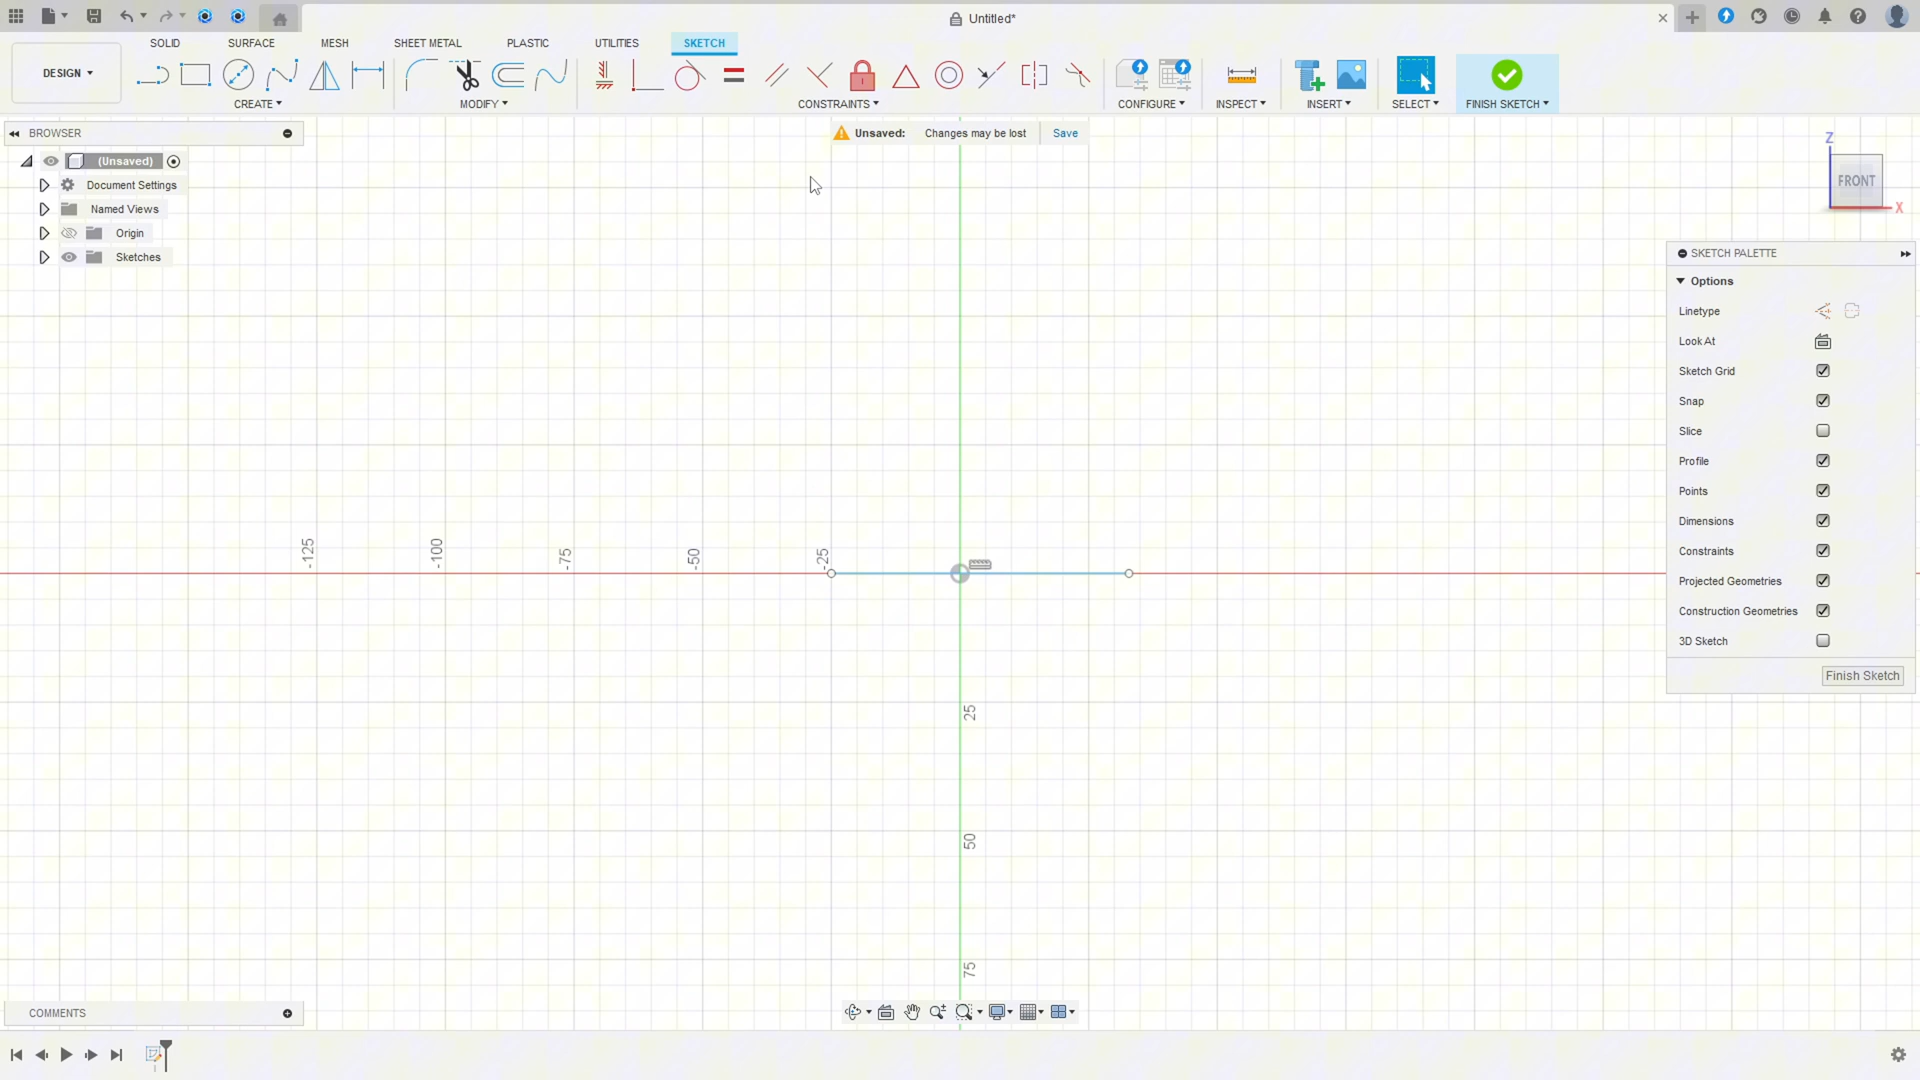 Untitled*
SOLID SURFACE MESH SHEET METAL PLASTIC UTILITIES SKETCH
DESIGN
CREATE MODIFY CONSTRAINTS CONFIGURE INSPECT INSERT SELECT FINISH SKETCH
BROWSER
Unsaved: Changes may be lost Save
(Unsaved)
Document Settings
Named Views
Origin
Sketches
Z
FRONT
X
SKETCH PALETTE
Options
Linetype
Look At
Sketch Grid
Snap
Slice
Profile
Points
Dimensions
Constraints
Projected Geometries
Construction Geometries
3D Sketch
Finish Sketch
-125 -100 -75 -50 -25
25
50
75
COMMENTS